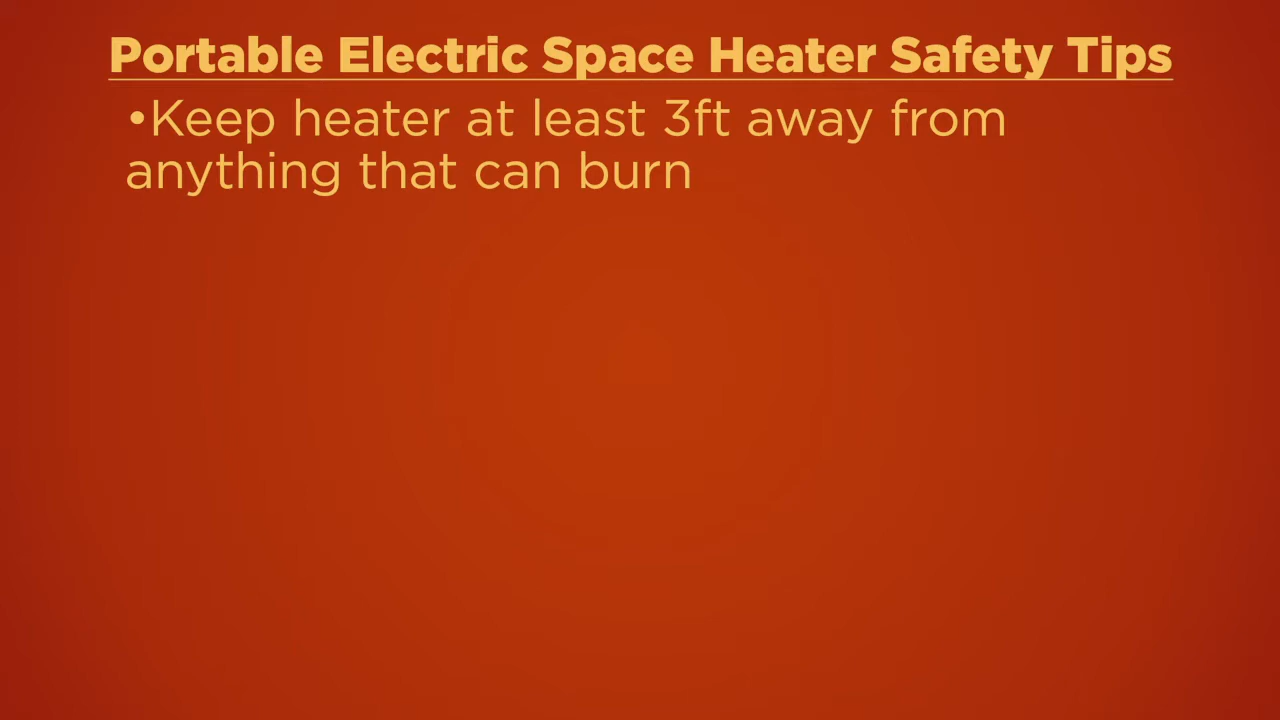 Portable Electric Space Heater Safety Tips
•Keep heater at least 3ft away from
anything that can burn